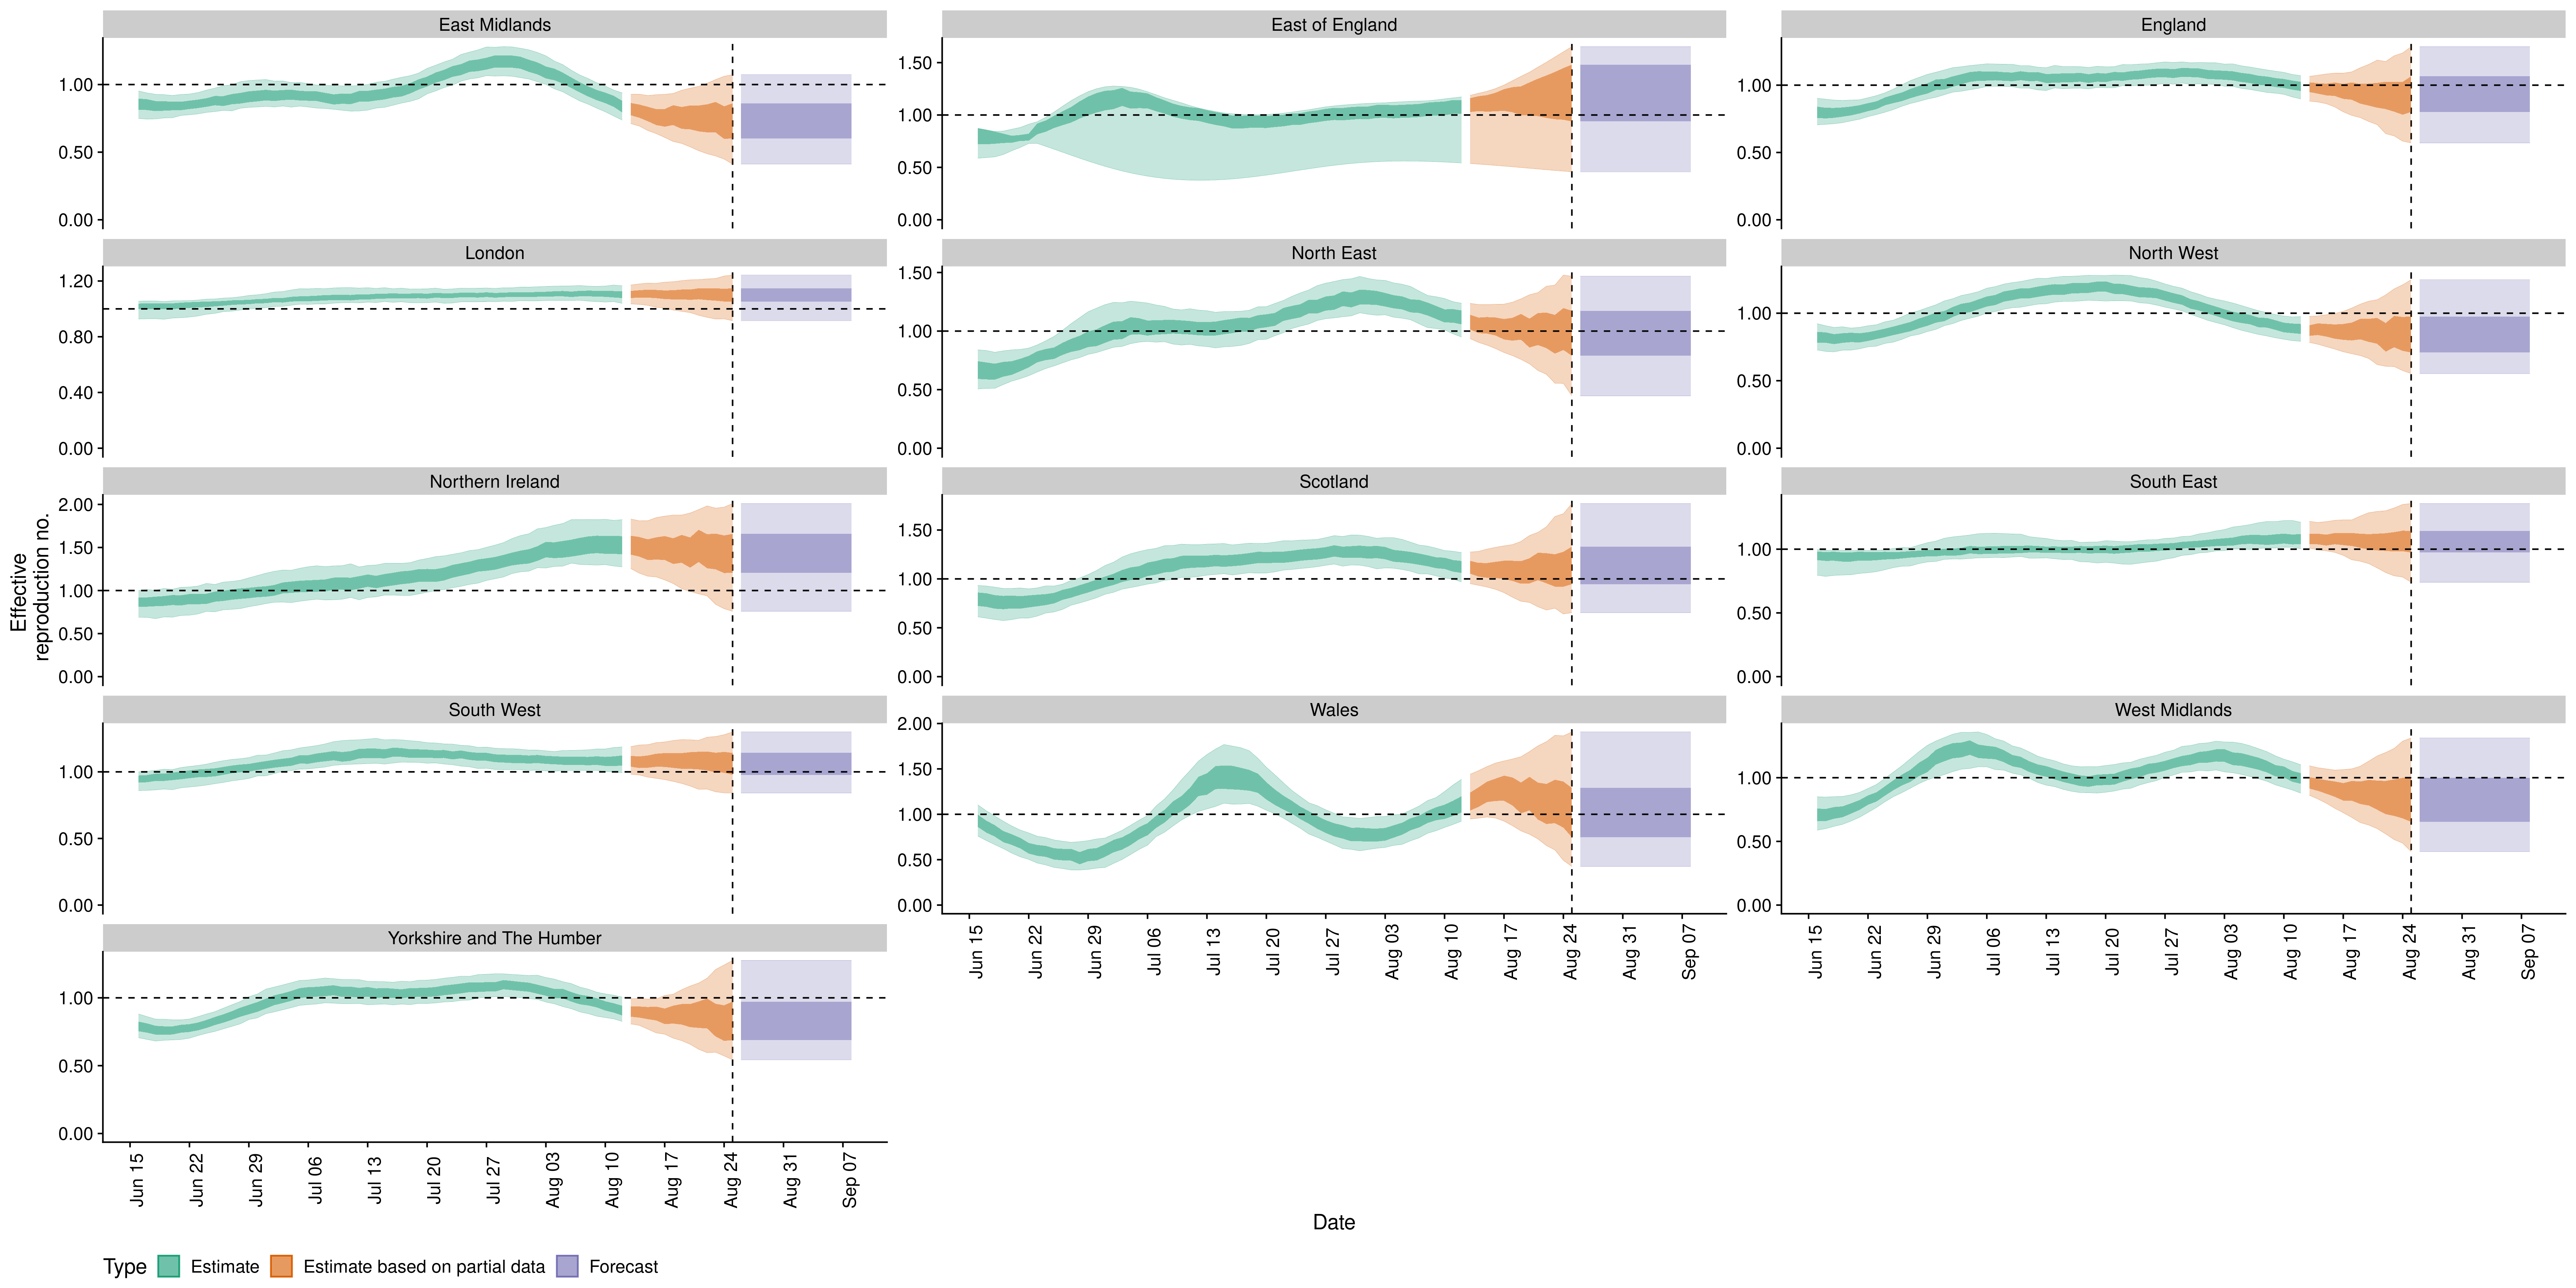 East Midlands
East of England
England
1.00
0.50
0.00
1.50
1.00
0.50
0.00
1.00
0.50
0.00
London
North East
North West
1.20
0.80
0.40
0.00
1.50
1.00
0.50
0.00
1.00
0.50
0.00
Northern Ireland
Scotland
South East
Effective
reproduction no.
2.00
1.50
1.00
0.50
0.00
1.50
1.00
0.50
0.00
1.00
0.50
0.00
South West
Wales
West Midlands
1.00
0.50
0.00
2.00
1.50
1.00
0.50
0.00
1.00
0.50
0.00
Jun 15 Jun 22 Jun 29 Jul 06 Jul 13 Jul 20 Jul 27 Aug 03 Aug 10 Aug 17 Aug 24 Aug 31 Sep 07
Jun 15 Jun 22 Jun 29 Jul 06 Jul 13 Jul 20 Jul 27 Aug 03 Aug 10 Aug 17 Aug 24 Aug 31 Sep 07
Yorkshire and The Humber
1.00
0.50
0.00
Jun 15 Jun 22 Jun 29 Jul 06 Jul 13 Jul 20 Jul 27 Aug 03 Aug 10 Aug 17 Aug 24 Aug 31 Sep 07
Date
Type Estimate Estimate based on partial data Forecast